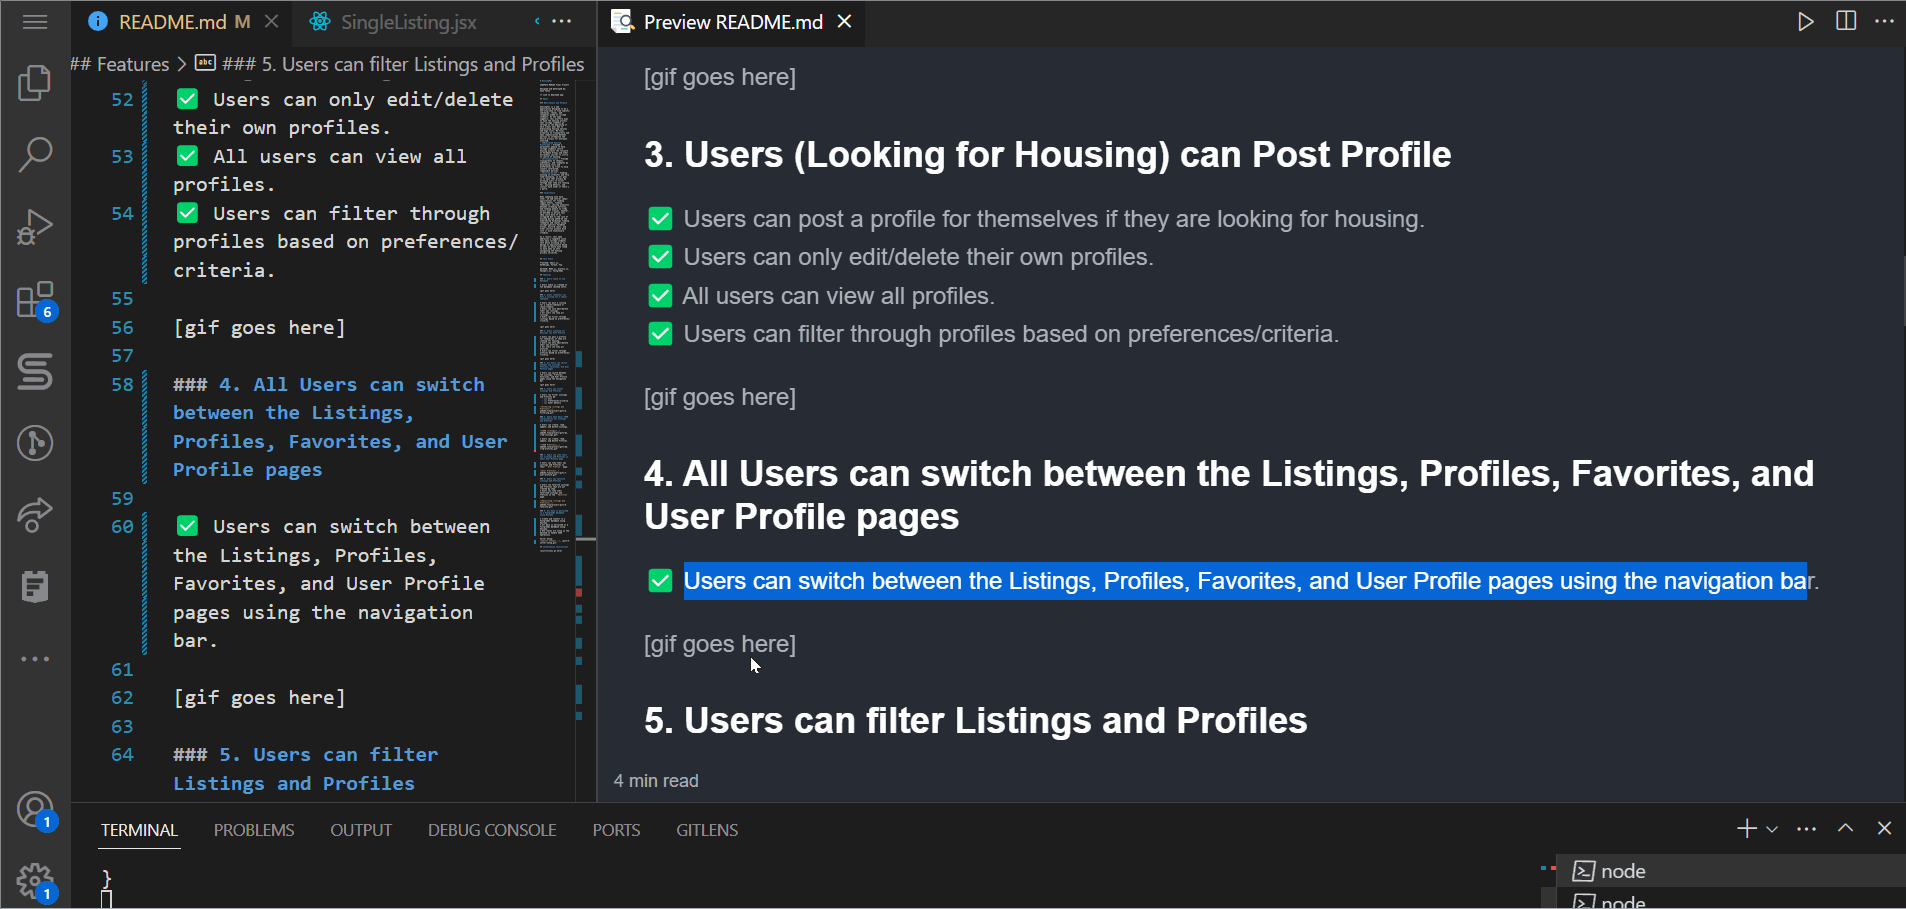 README.md M
SingleListing.jsx
Preview README.md
## Features > ### 5. Users can filter Listings and Profiles
52 ✅ Users can only edit/delete
their own profiles.
53 ✅ All users can view all
profiles.
54 ✅ Users can filter through
profiles based on preferences/
criteria.
55
56 [gif goes here]
57
58 ### 4. All Users can switch
between the Listings,
Profiles, Favorites, and User
Profile pages
59
60 ✅ Users can switch between
the Listings, Profiles,
Favorites, and User Profile
pages using the navigation
bar.
61
62 [gif goes here]
63
64 ### 5. Users can filter
Listings and Profiles
[gif goes here]
3. Users (Looking for Housing) can Post Profile
✅ Users can post a profile for themselves if they are looking for housing.
✅ Users can only edit/delete their own profiles.
✅ All users can view all profiles.
✅ Users can filter through profiles based on preferences/criteria.
[gif goes here]
4. All Users can switch between the Listings, Profiles, Favorites, and
User Profile pages
✅ Users can switch between the Listings, Profiles, Favorites, and User Profile pages using the navigation bar.
[gif goes here]
5. Users can filter Listings and Profiles
4 min read
6
1
1
TERMINAL PROBLEMS OUTPUT DEBUG CONSOLE PORTS GITLENS
}
node
node